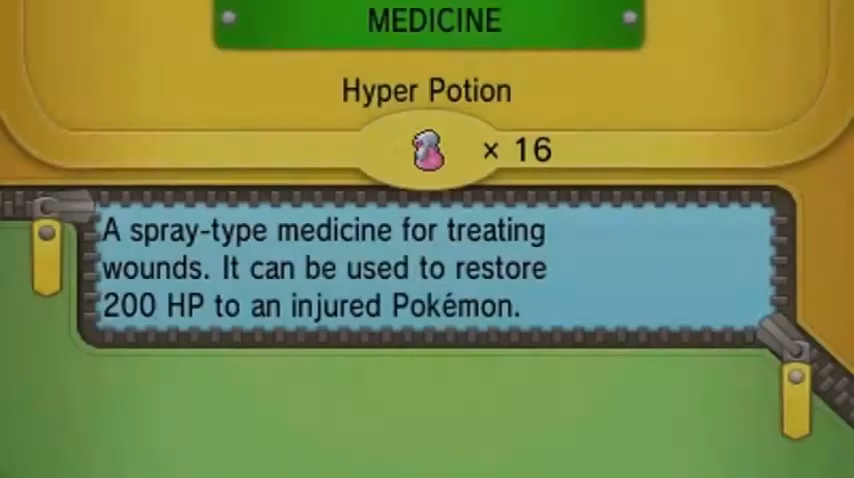 MEDICINE
Hyper Potion
× 16
A spray-type medicine for treating
wounds. It can be used to restore
200 HP to an injured Pokémon.